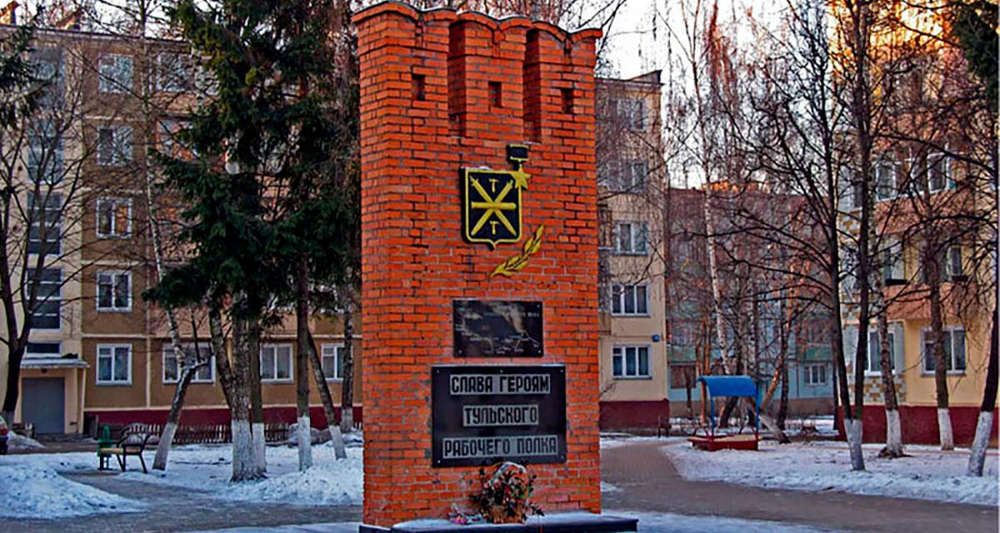 Т
Т
СЛАВА ГЕРОЯМ
ТУЛЬСКОГО
РАБОЧЕГО ПОЛКА